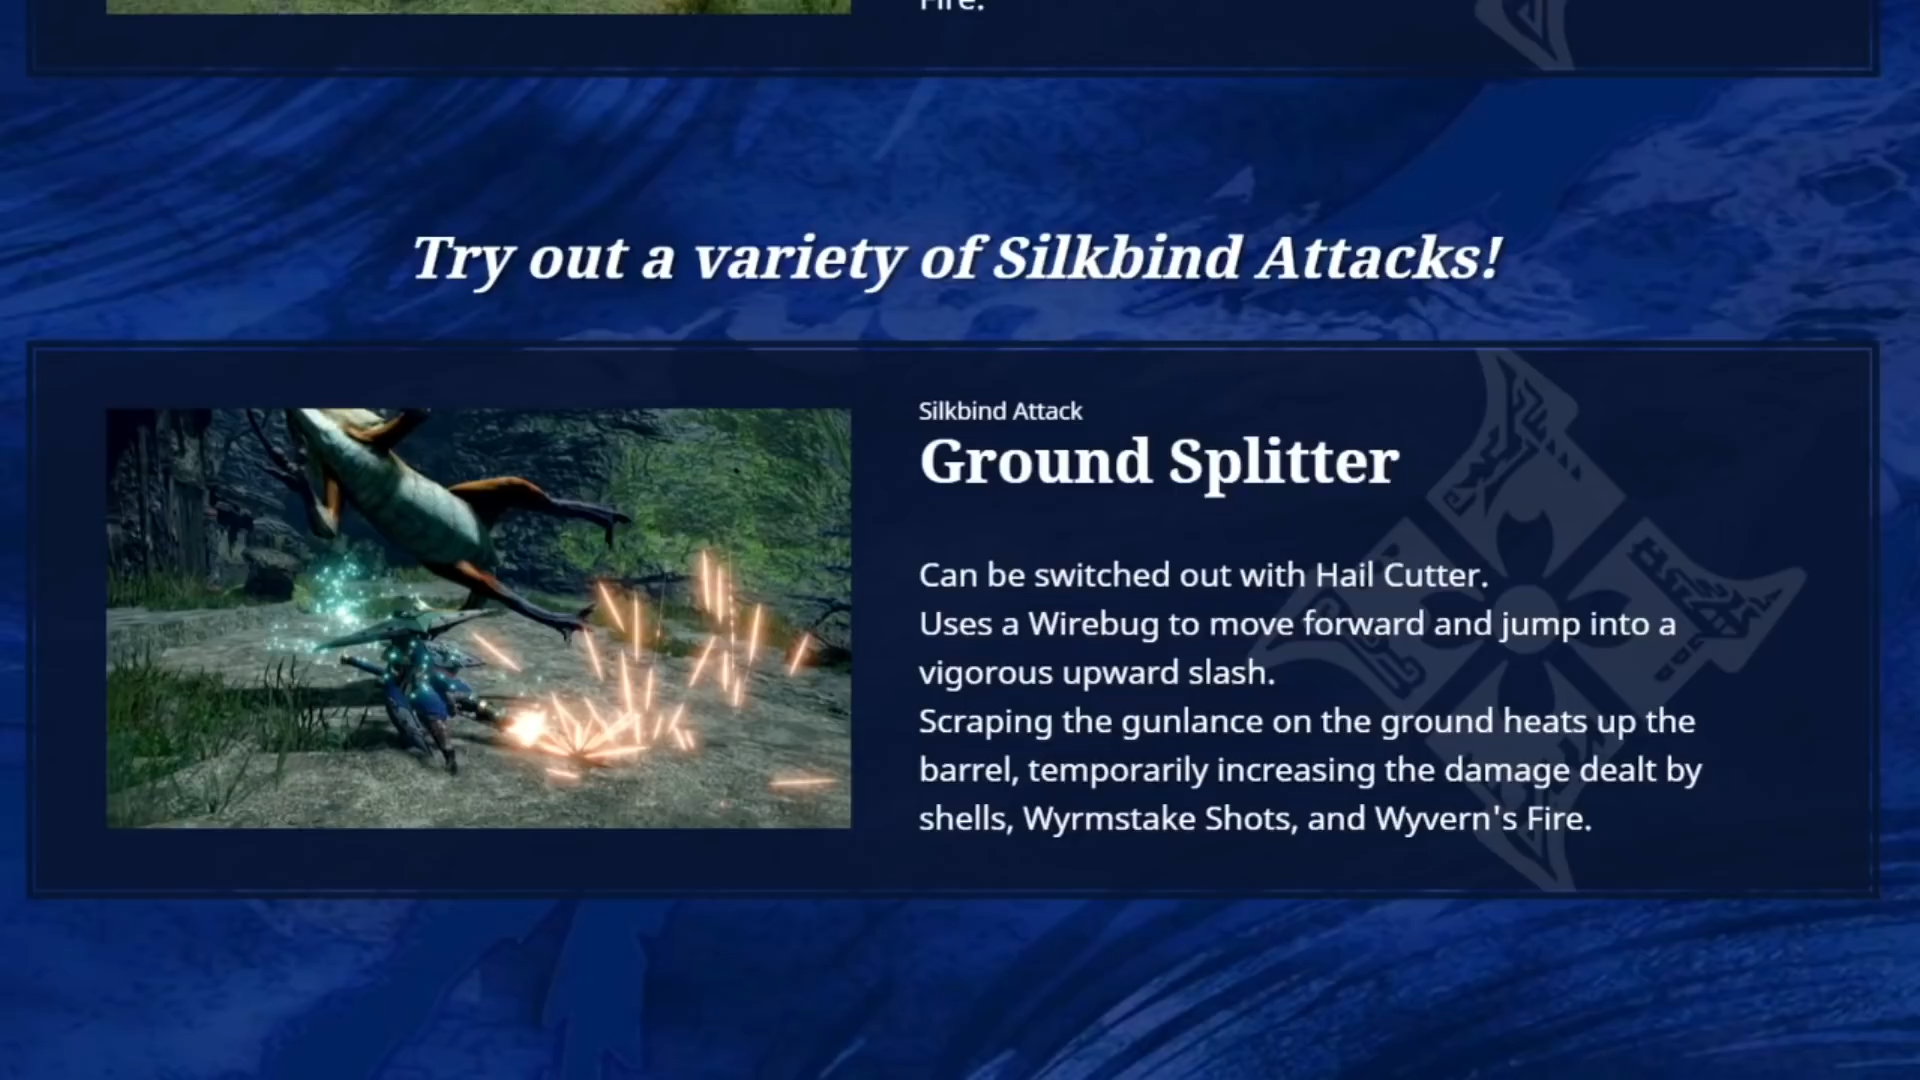 Fire.
Try out a variety of Silkbind Attacks!
Silkbind Attack
Ground Splitter
Can be switched out with Hail Cutter.
Uses a Wirebug to move forward and jump into a
vigorous upward slash.
Scraping the gunlance on the ground heats up the
barrel, temporarily increasing the damage dealt by
shells, Wyrmstake Shots, and Wyvern's Fire.